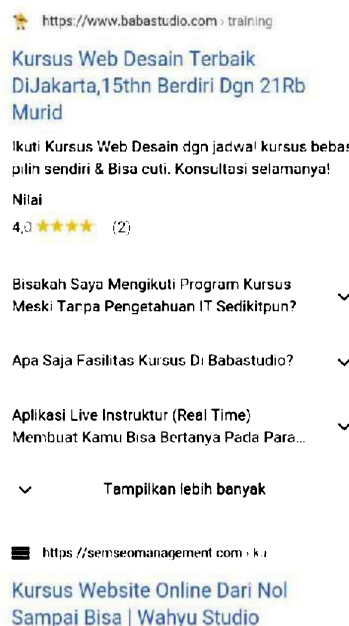 https://www.babastudio.com › training
Kursus Web Desain Terbaik
DiJakarta,15thn Berdiri Dgn 21Rb
Murid
Ikuti Kursus Web Desain dgn jadwal kursus bebas
pilih sendiri & Bisa cuti. Konsultasi selamanya!
Nilai
4,0 ★★★★ (2)
Bisakah Saya Mengikuti Program Kursus
Meski Tanpa Pengetahuan IT Sedikitpun?
Apa Saja Fasilitas Kursus Di Babastudio?
Aplikasi Live Instruktur (Real Time)
Membuat Kamu Bisa Bertanya Pada Para...
Tampilkan lebih banyak
https://semseomanagement.com ›
Kursus Website Online Dari Nol
Sampai Bisa | Wahyu Studio